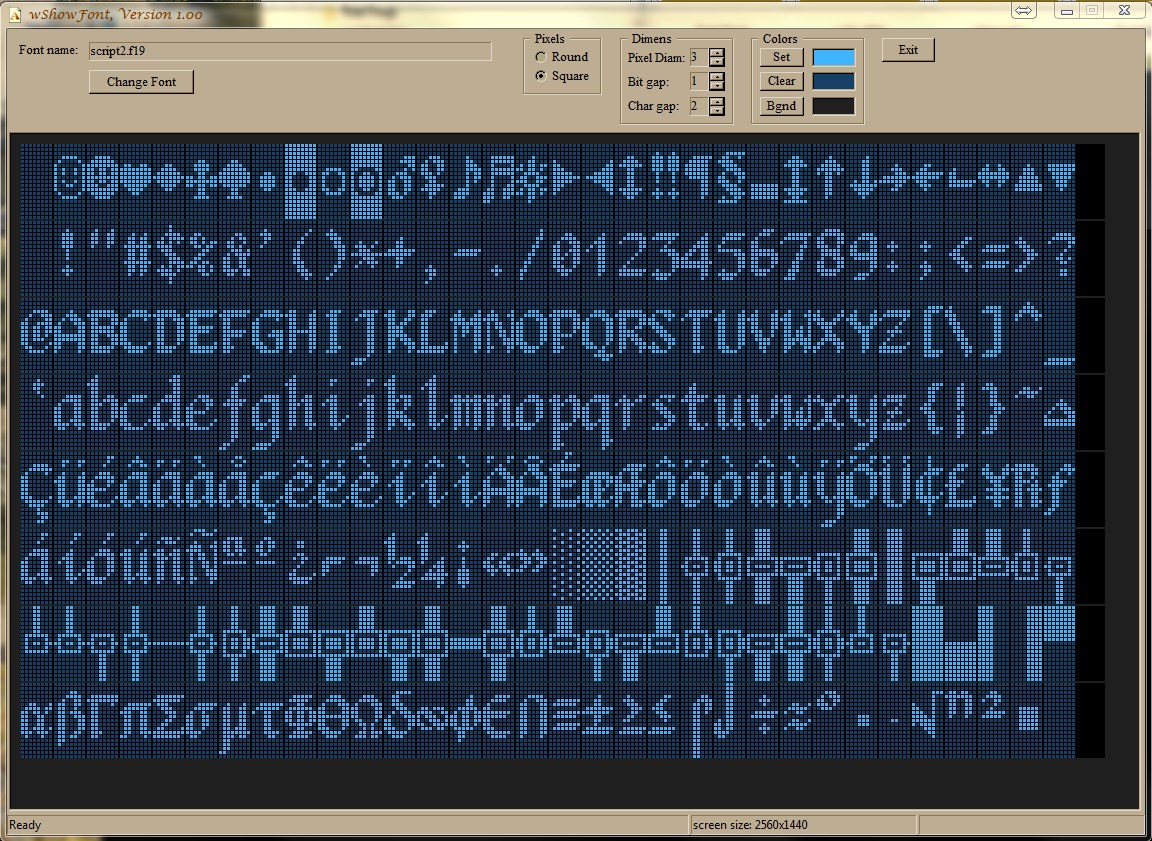 wShowFont, Version 1.00
Font name: script2.f19
Change Font
Pixels
Round
Square
Dimens
Pixel Diam: 3
Bit gap: 1
Char gap: 2
Colors
Set
Clear
Bgnd
Exit
☺☻♥♦♣♠•◘○◙♂♀♪♫☼►◄↕‼¶§▬↨↑↓→←∟↔▲▼
!"#$%&'()*+,-./0123456789:;<=>?
@ABCDEFGHIJKLMNOPQRSTUVWXYZ[\]^_
`abcdefghijklmnopqrstuvwxyz{|}~⌂
ÇüéâäàåçêëèïîìÄÅÉæÆôöòûùÿÖÜ¢£¥₧ƒ
áíóúñÑªº¿⌐¬½¼¡«»░▒▓│┤╡╢╖╕╣║╗╝╜╛┐
└┴┬├─┼╞╟╚╔╩╦╠═╬╧╨╤╥╙╘╒╓╫╪┘┌█▄▌▐▀
αβΓπΣσμτΦΘΩδ∞φ∈∩≡±≥≤⌠⌡÷≈°∙·√ⁿ²■
Ready
screen size: 2560x1440